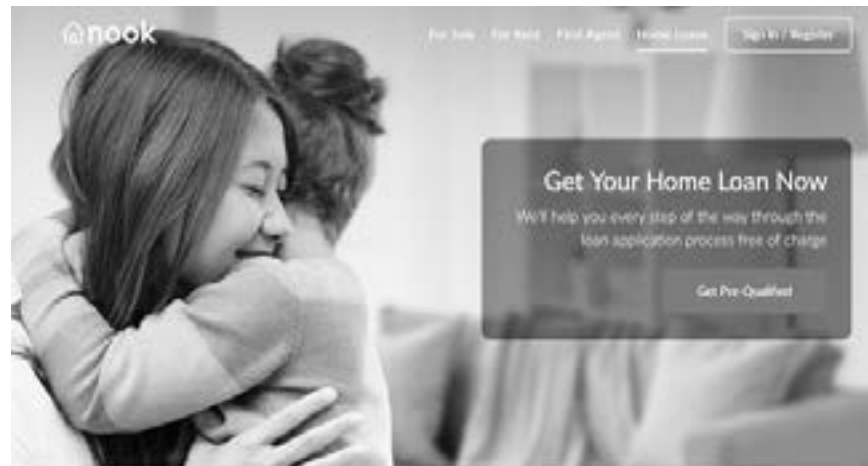 nook
For Sale For Rent Find Agent Home Loans Sign In / Register
Get Your Home Loan Now
We'll help you every step of the way through the
loan application process free of charge
Get Pre-Qualified